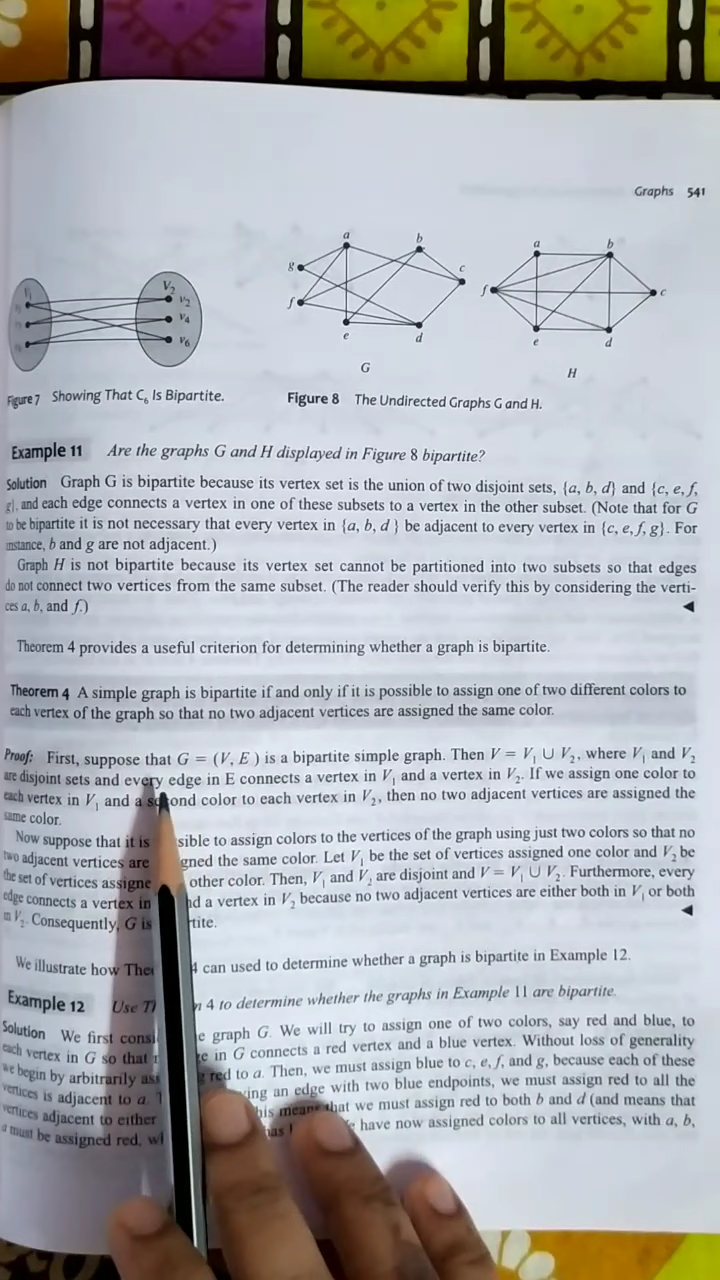 Graphs 541
a
b
g
c
f
e
d
G
a
b
f
c
e
d
H
V₂
v₂
v₄
v₆
Figure 7 Showing That C₆ Is Bipartite.
Figure 8 The Undirected Graphs G and H.
Example 11 Are the graphs G and H displayed in Figure 8 bipartite?
Solution Graph G is bipartite because its vertex set is the union of two disjoint sets, {a, b, d} and {c, e, f,
g}, and each edge connects a vertex in one of these subsets to a vertex in the other subset. (Note that for G
to be bipartite it is not necessary that every vertex in {a, b, d } be adjacent to every vertex in {c, e, f, g}. For
instance, b and g are not adjacent.)
Graph H is not bipartite because its vertex set cannot be partitioned into two subsets so that edges
do not connect two vertices from the same subset. (The reader should verify this by considering the verti-
ces a, b, and f.)
Theorem 4 provides a useful criterion for determining whether a graph is bipartite.
Theorem 4 A simple graph is bipartite if and only if it is possible to assign one of two different colors to
each vertex of the graph so that no two adjacent vertices are assigned the same color.
Proof: First, suppose that G = (V, E ) is a bipartite simple graph. Then V = V₁ ∪ V₂, where V₁ and V₂
are disjoint sets and every edge in E connects a vertex in V₁ and a vertex in V₂. If we assign one color to
each vertex in V₁ and a second color to each vertex in V₂, then no two adjacent vertices are assigned the
same color.
Now suppose that it is sible to assign colors to the vertices of the graph using just two colors so that no
two adjacent vertices are gned the same color. Let V₁ be the set of vertices assigned one color and V₂ be
the set of vertices assigne other color. Then, V₁ and V₂ are disjoint and V = V₁ ∪ V₂. Furthermore, every
edge connects a vertex in nd a vertex in V₂ because no two adjacent vertices are either both in V₁ or both
in V₂. Consequently, G is rtite.
We illustrate how The 4 can used to determine whether a graph is bipartite in Example 12.
Example 12 Use T n 4 to determine whether the graphs in Example 11 are bipartite.
Solution We first consi e graph G. We will try to assign one of two colors, say red and blue, to
each vertex in G so that e in G connects a red vertex and a blue vertex. Without loss of generality
we begin by arbitrarily as g red to a. Then, we must assign blue to c, e, f, and g, because each of these
vertices is adjacent to a. ing an edge with two blue endpoints, we must assign red to all the
vertices adjacent to either his means that we must assign red to both b and d (and means that
a must be assigned red, wh has have now assigned colors to all vertices, with a, b,